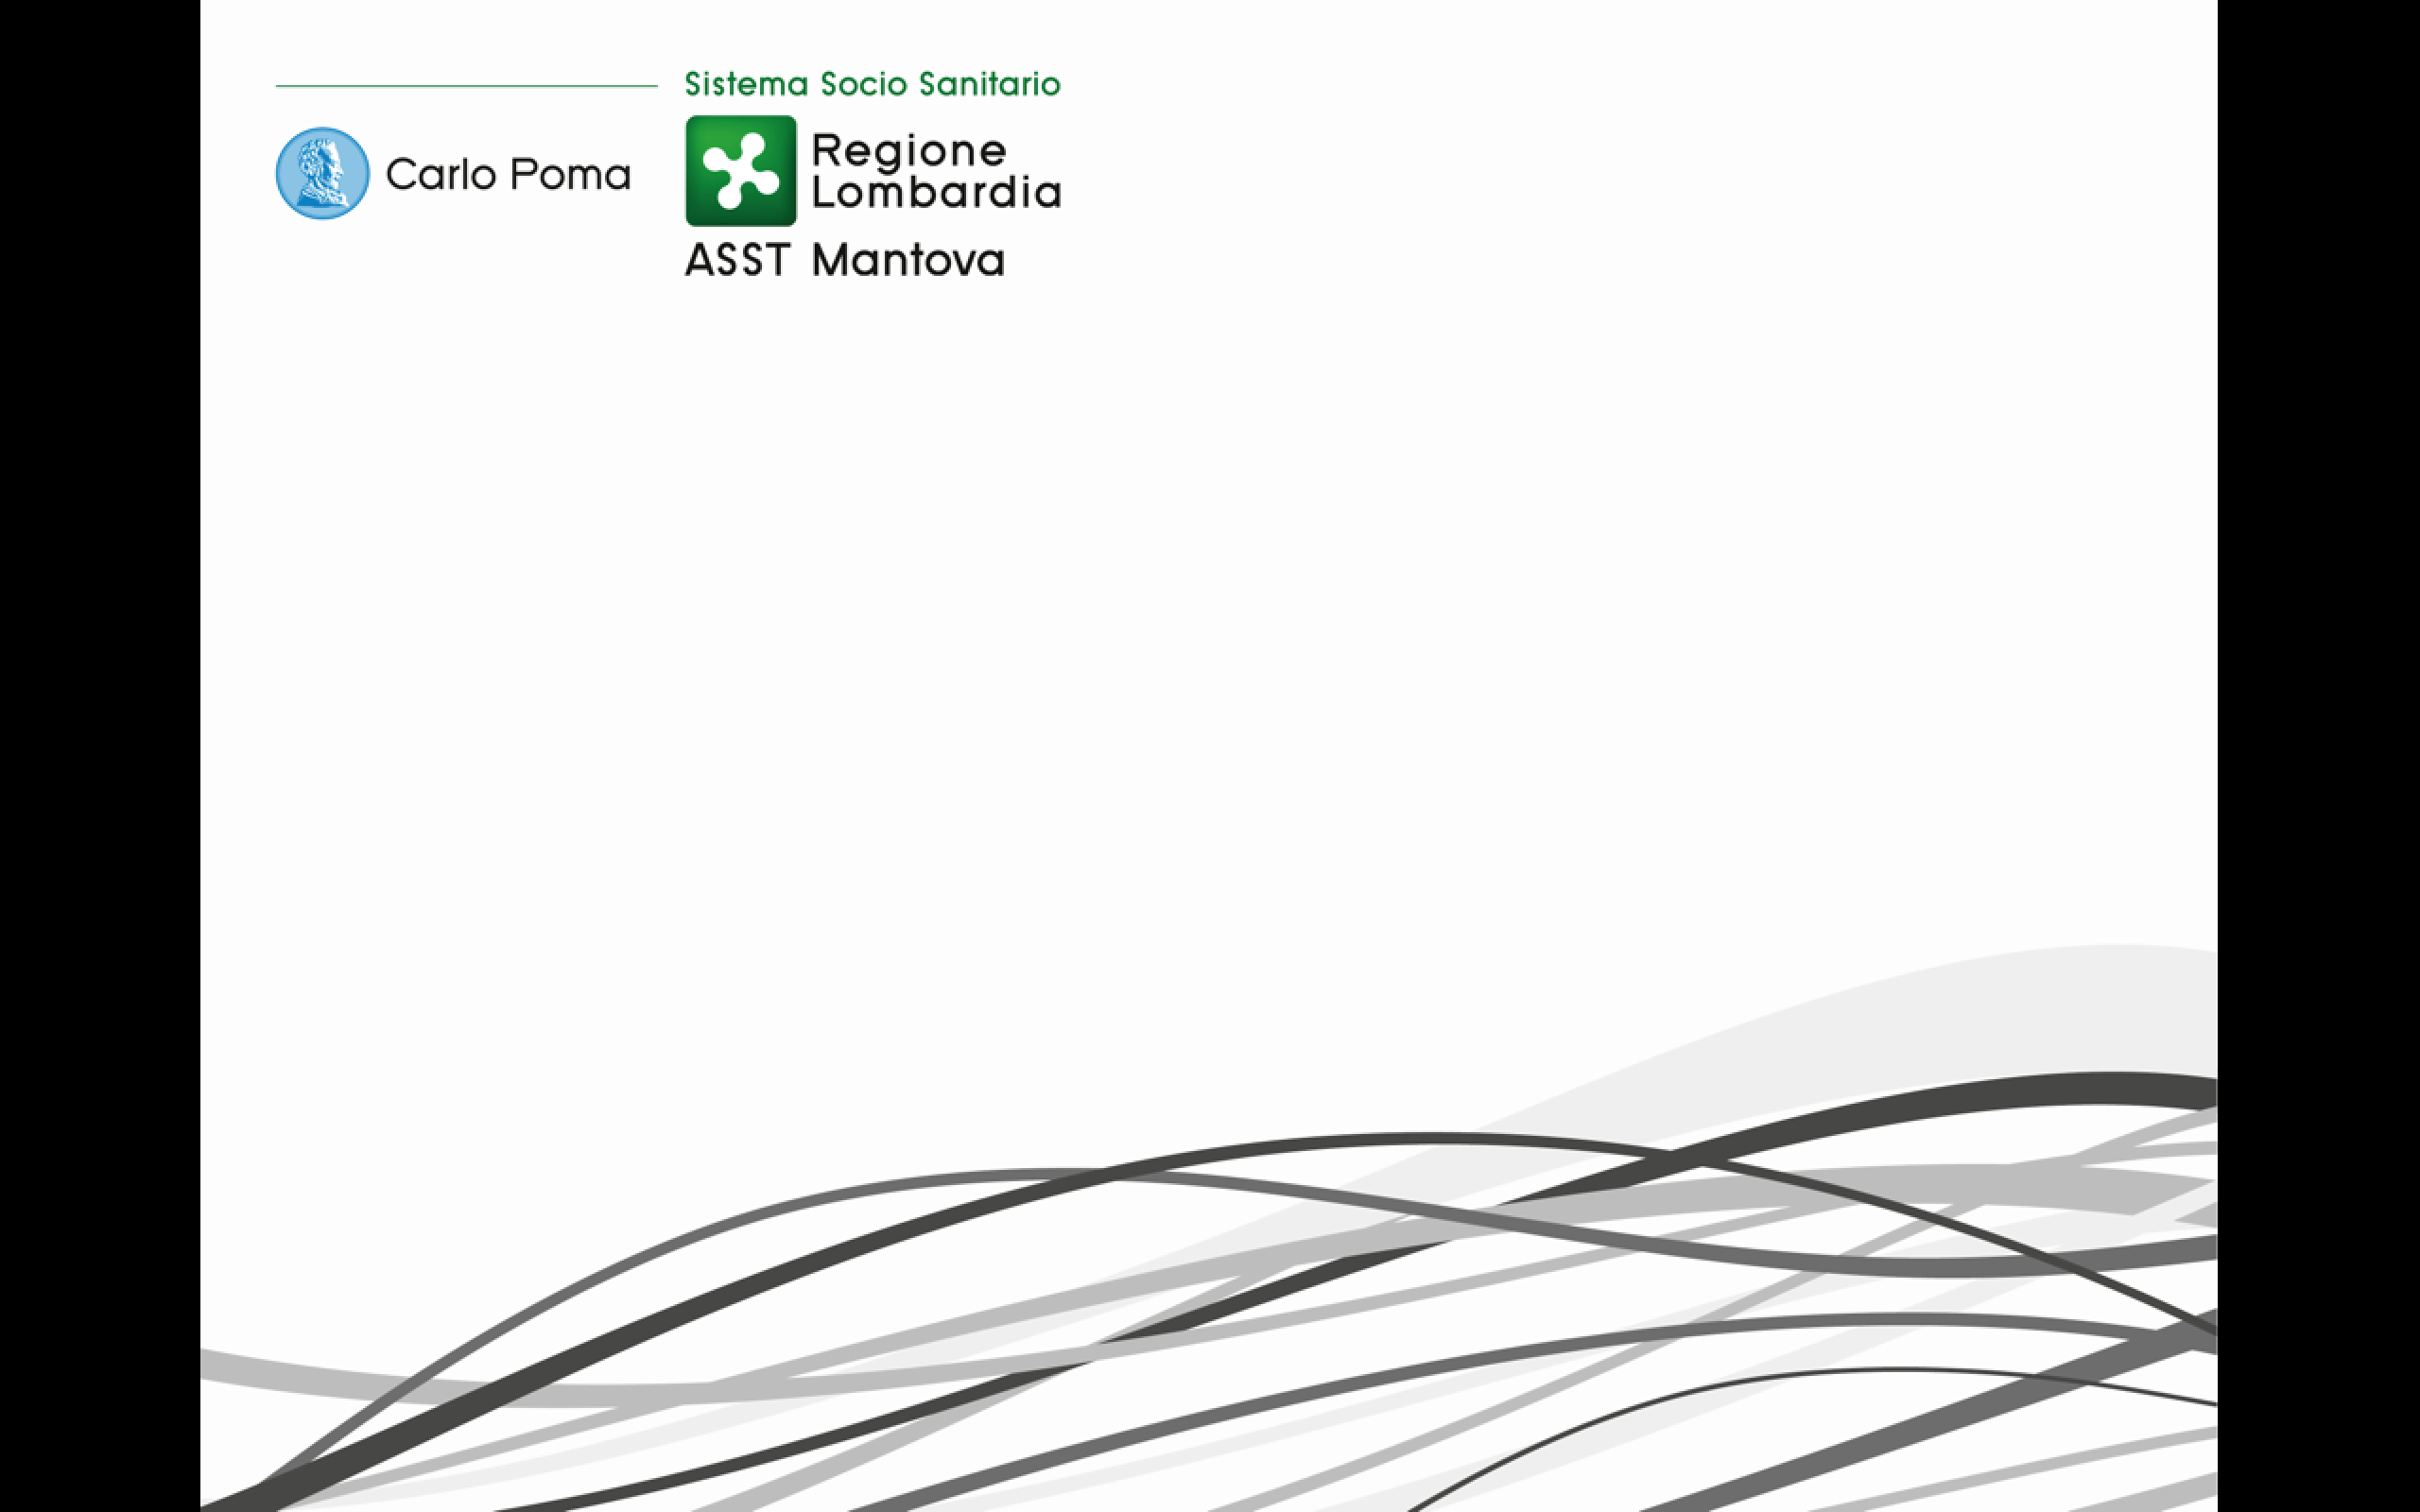 Sistema Socio Sanitario
Carlo Poma
Regione
Lombardia
ASST Mantova